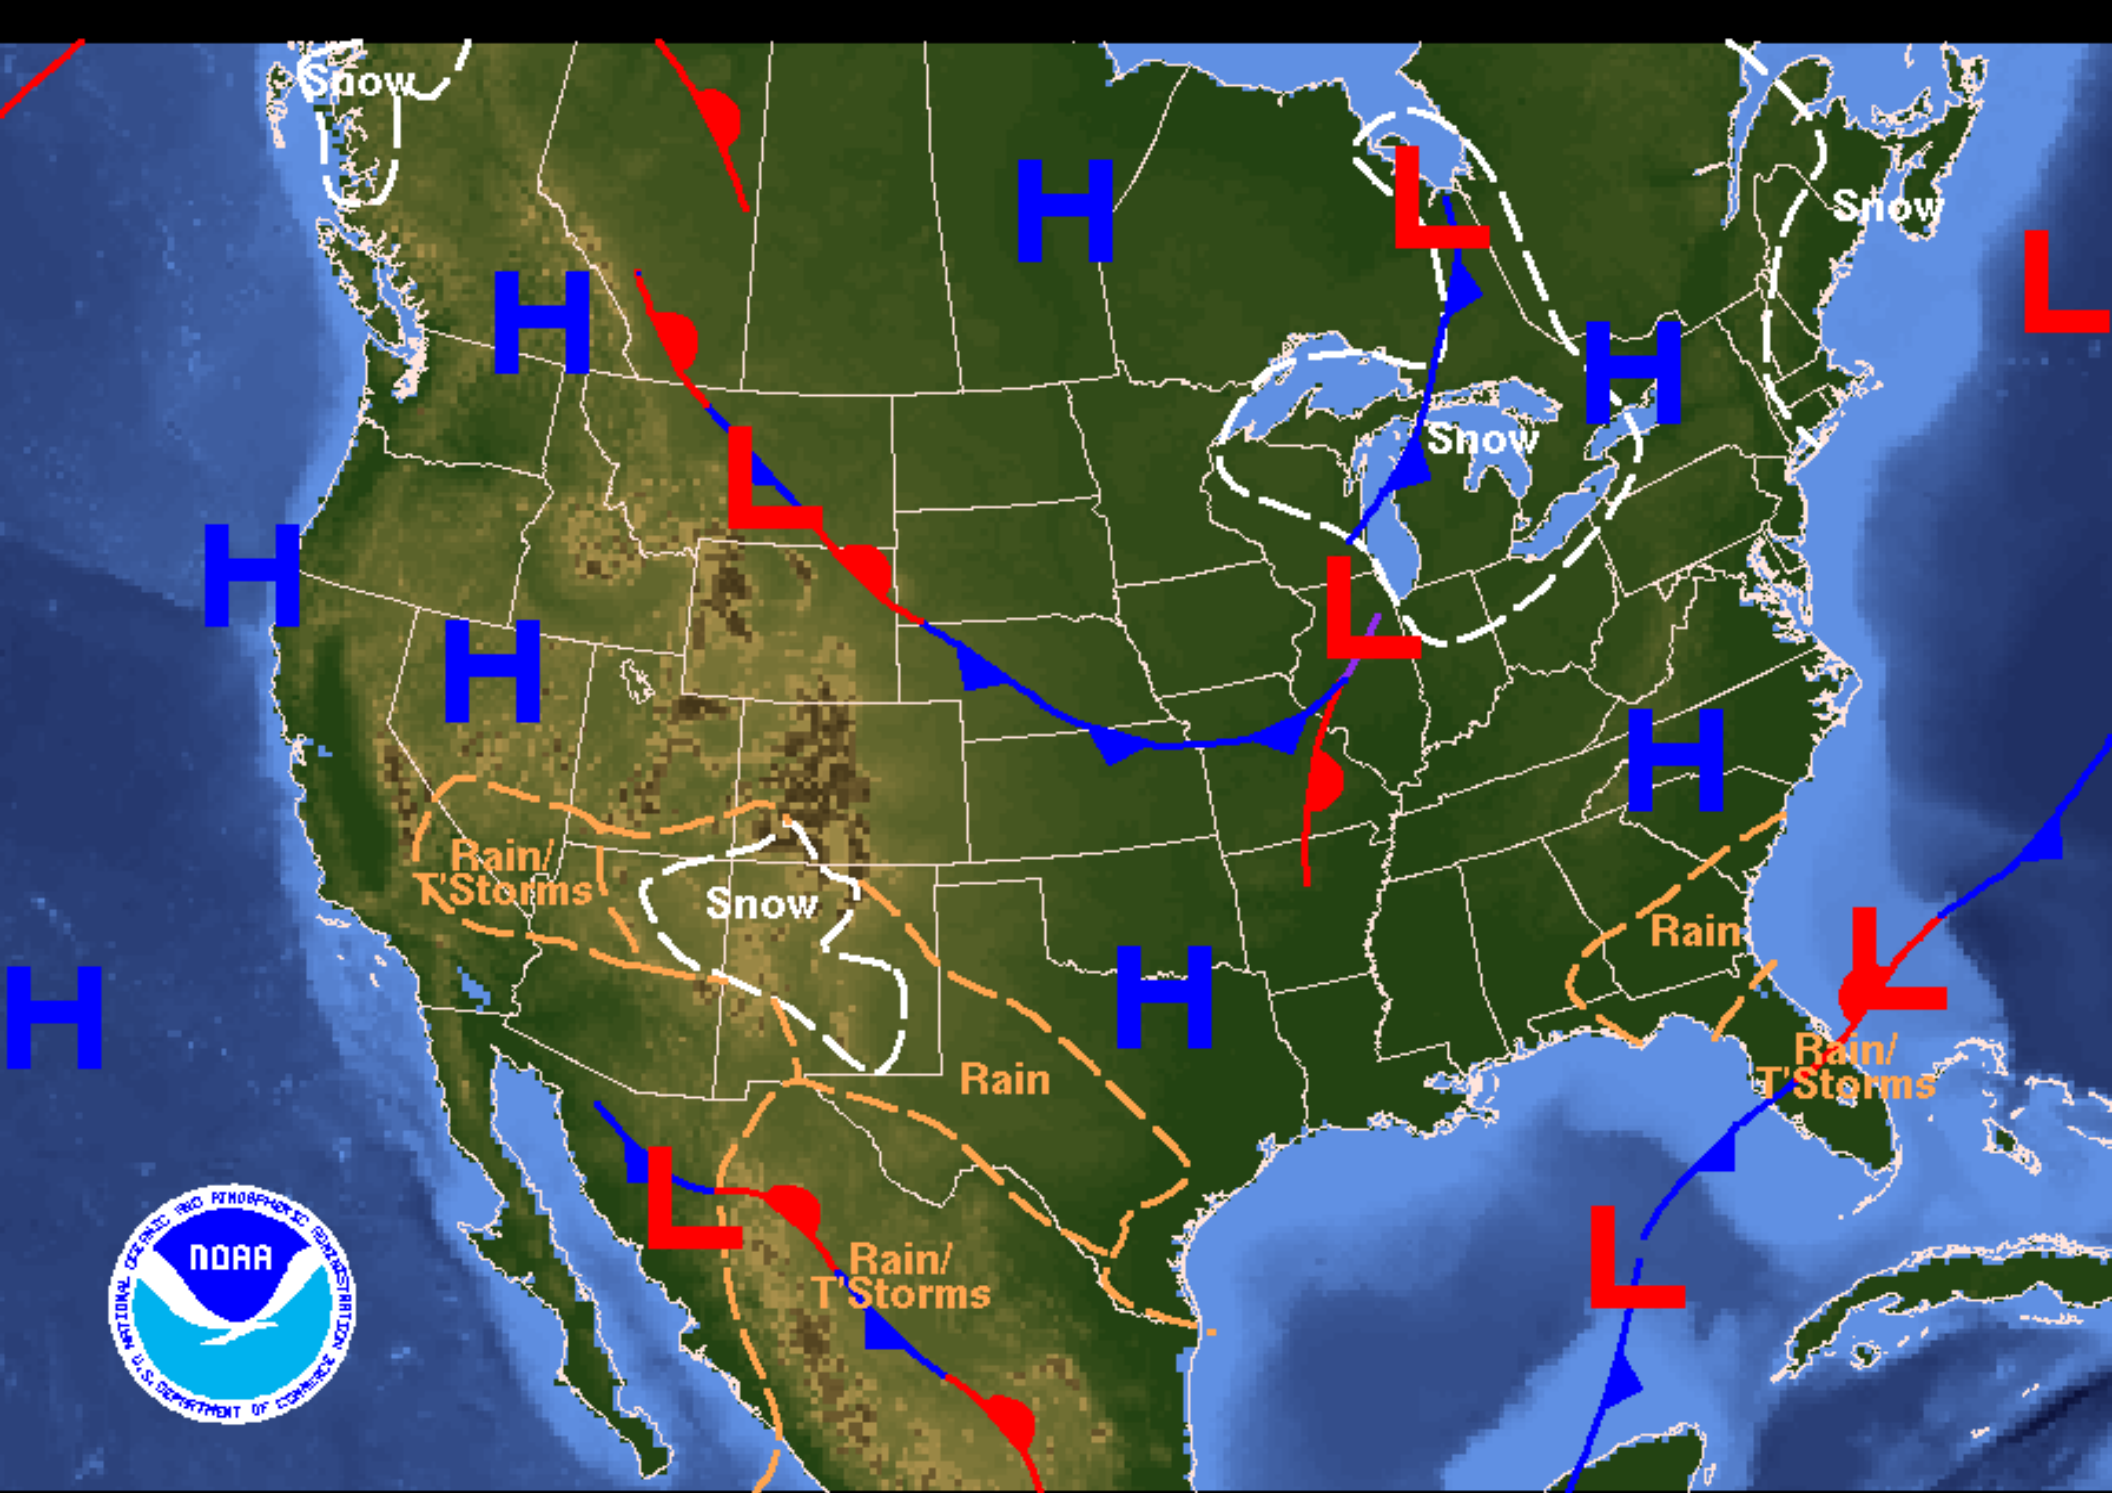 Snow
H
L
Snow
L
H
H
H
L
Snow
H
L
H
H
Rain/
T'Storms
Snow
Rain
L
H
H
Rain
Rain/
T'Storms
L
NOAA
NATIONAL OCEANIC AND ATMOSPHERIC ADMINISTRATION
U.S. DEPARTMENT OF COMMERCE
Rain/
T'Storms
L